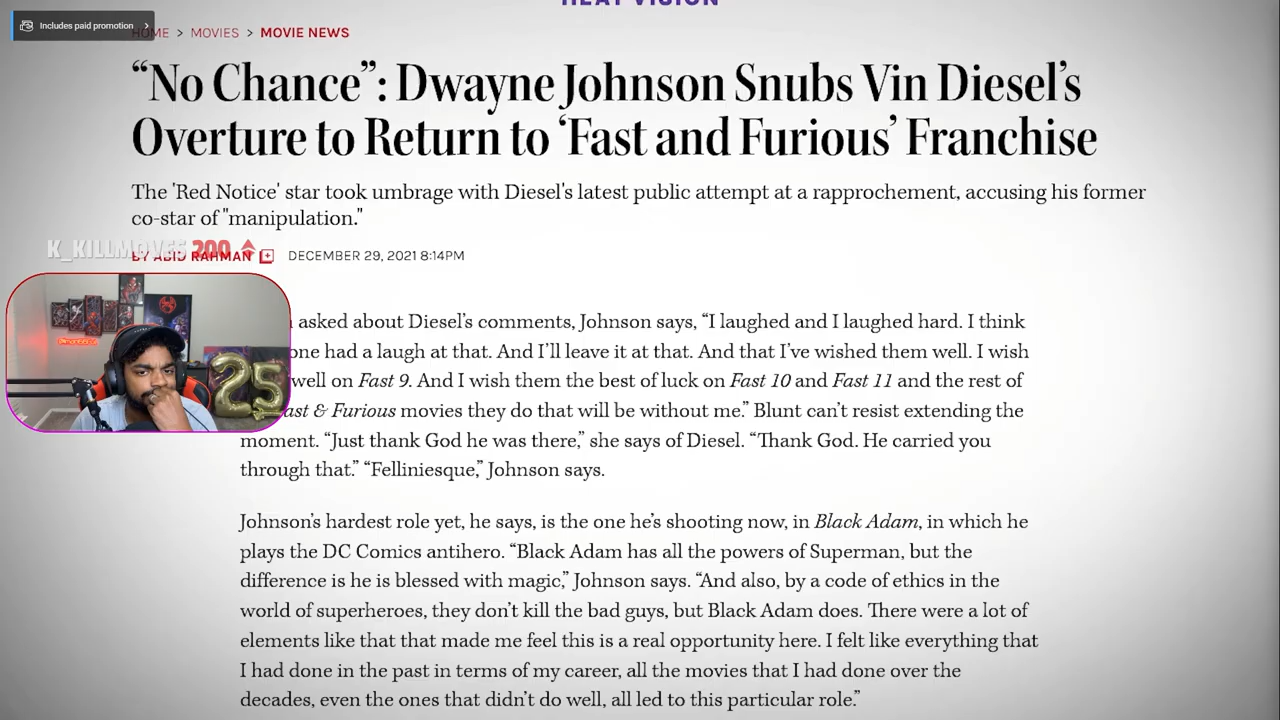 HEAT VISION
Includes paid promotion
HOME > MOVIES > MOVIE NEWS
“No Chance”: Dwayne Johnson Snubs Vin Diesel’s
Overture to Return to ‘Fast and Furious’ Franchise
The 'Red Notice' star took umbrage with Diesel's latest public attempt at a rapprochement, accusing his former
co-star of "manipulation."
K_KILLMOVES 200
BY ABID RAHMAN
DECEMBER 29, 2021 8:14PM
asked about Diesel’s comments, Johnson says, “I laughed and I laughed hard. I think
one had a laugh at that. And I’ll leave it at that. And that I’ve wished them well. I wish
well on Fast 9. And I wish them the best of luck on Fast 10 and Fast 11 and the rest of
ast & Furious movies they do that will be without me.” Blunt can’t resist extending the
moment. “Just thank God he was there,” she says of Diesel. “Thank God. He carried you
through that.” “Felliniesque,” Johnson says.
25
Johnson’s hardest role yet, he says, is the one he’s shooting now, in Black Adam, in which he
plays the DC Comics antihero. “Black Adam has all the powers of Superman, but the
difference is he is blessed with magic,” Johnson says. “And also, by a code of ethics in the
world of superheroes, they don’t kill the bad guys, but Black Adam does. There were a lot of
elements like that that made me feel this is a real opportunity here. I felt like everything that
I had done in the past in terms of my career, all the movies that I had done over the
decades, even the ones that didn’t do well, all led to this particular role.”